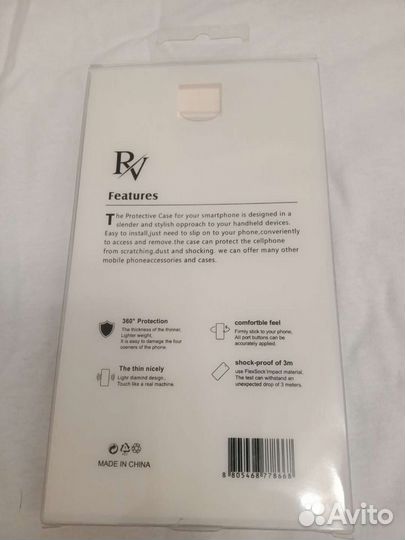 RV
Features
The Protective Case for your smartphone is designed in a
slender and stylish approach to your handheld devices.
Easy to install,just need to slip on to your phone,converiently
to access and remove.the case can protect the cellphone
from scratching,dust and shocking. we can offer many other
mobile phoneaccessories and cases.
360° Protection
The thickness of the thinner,
Lighter weight,
It is easy to damage the four
oorners of the phone.
comfortble feel
Firmly stick to your phone,
All port buttons can be
accurately applied.
The thin nicely
Light diamind design,
Touch like a real machine.
shock-proof of 3m
use FlexSock'Impact material.
The test can withstand an
unexpected drop of 3 meters.
MADE IN CHINA
8 805468 778668
Avito